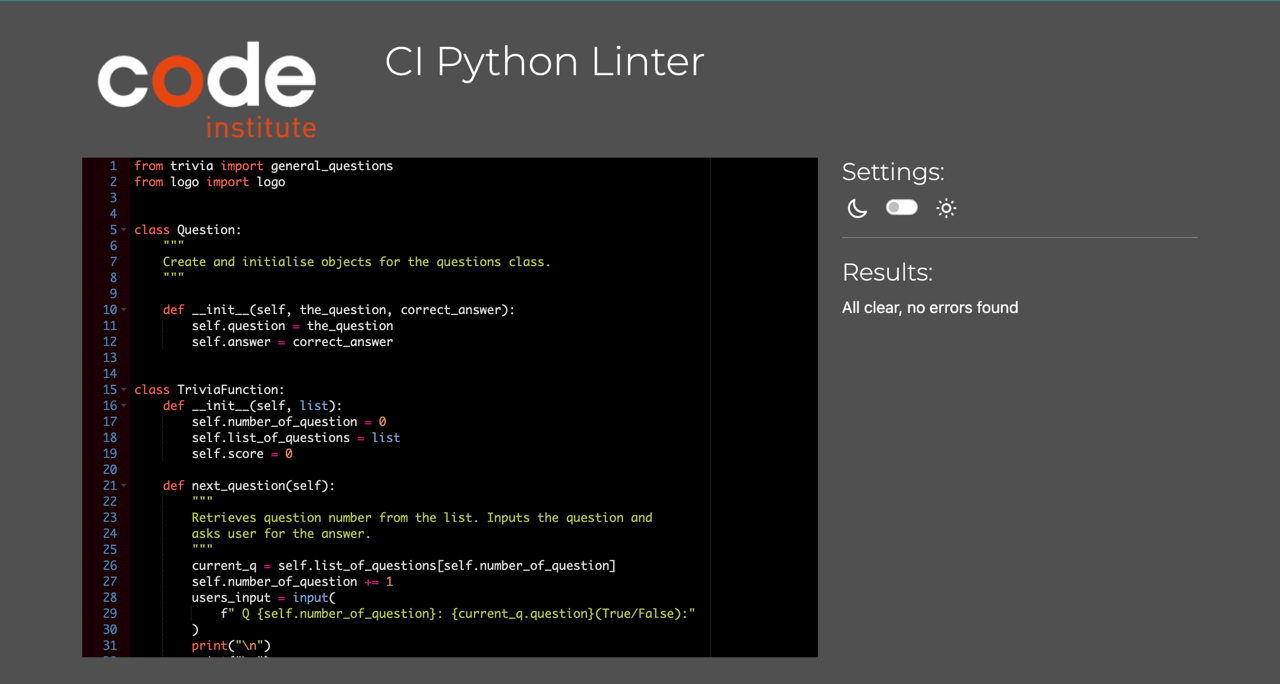 code
institute
CI Python Linter
1 from trivia import general_questions
2 from logo import logo
3
4
5 class Question:
6     """
7     Create and initialise objects for the questions class.
8     """
9
10     def __init__(self, the_question, correct_answer):
11         self.question = the_question
12         self.answer = correct_answer
13
14
15 class TriviaFunction:
16     def __init__(self, list):
17         self.number_of_question = 0
18         self.list_of_questions = list
19         self.score = 0
20
21     def next_question(self):
22         """
23         Retrieves question number from the list. Inputs the question and
24         asks user for the answer.
25         """
26         current_q = self.list_of_questions[self.number_of_question]
27         self.number_of_question += 1
28         users_input = input(
29             f" Q {self.number_of_question}: {current_q.question}(True/False):"
30         )
31         print("\n")
Settings:
Results:
All clear, no errors found